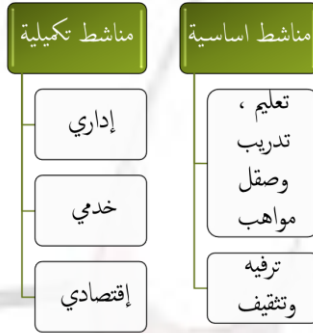 مناشط اساسية
تعليم ،
تدريب
وصقل
مواهب
ترفيه
وتثقيف
مناشط تكميلية
إداري
خدمي
إقتصادي